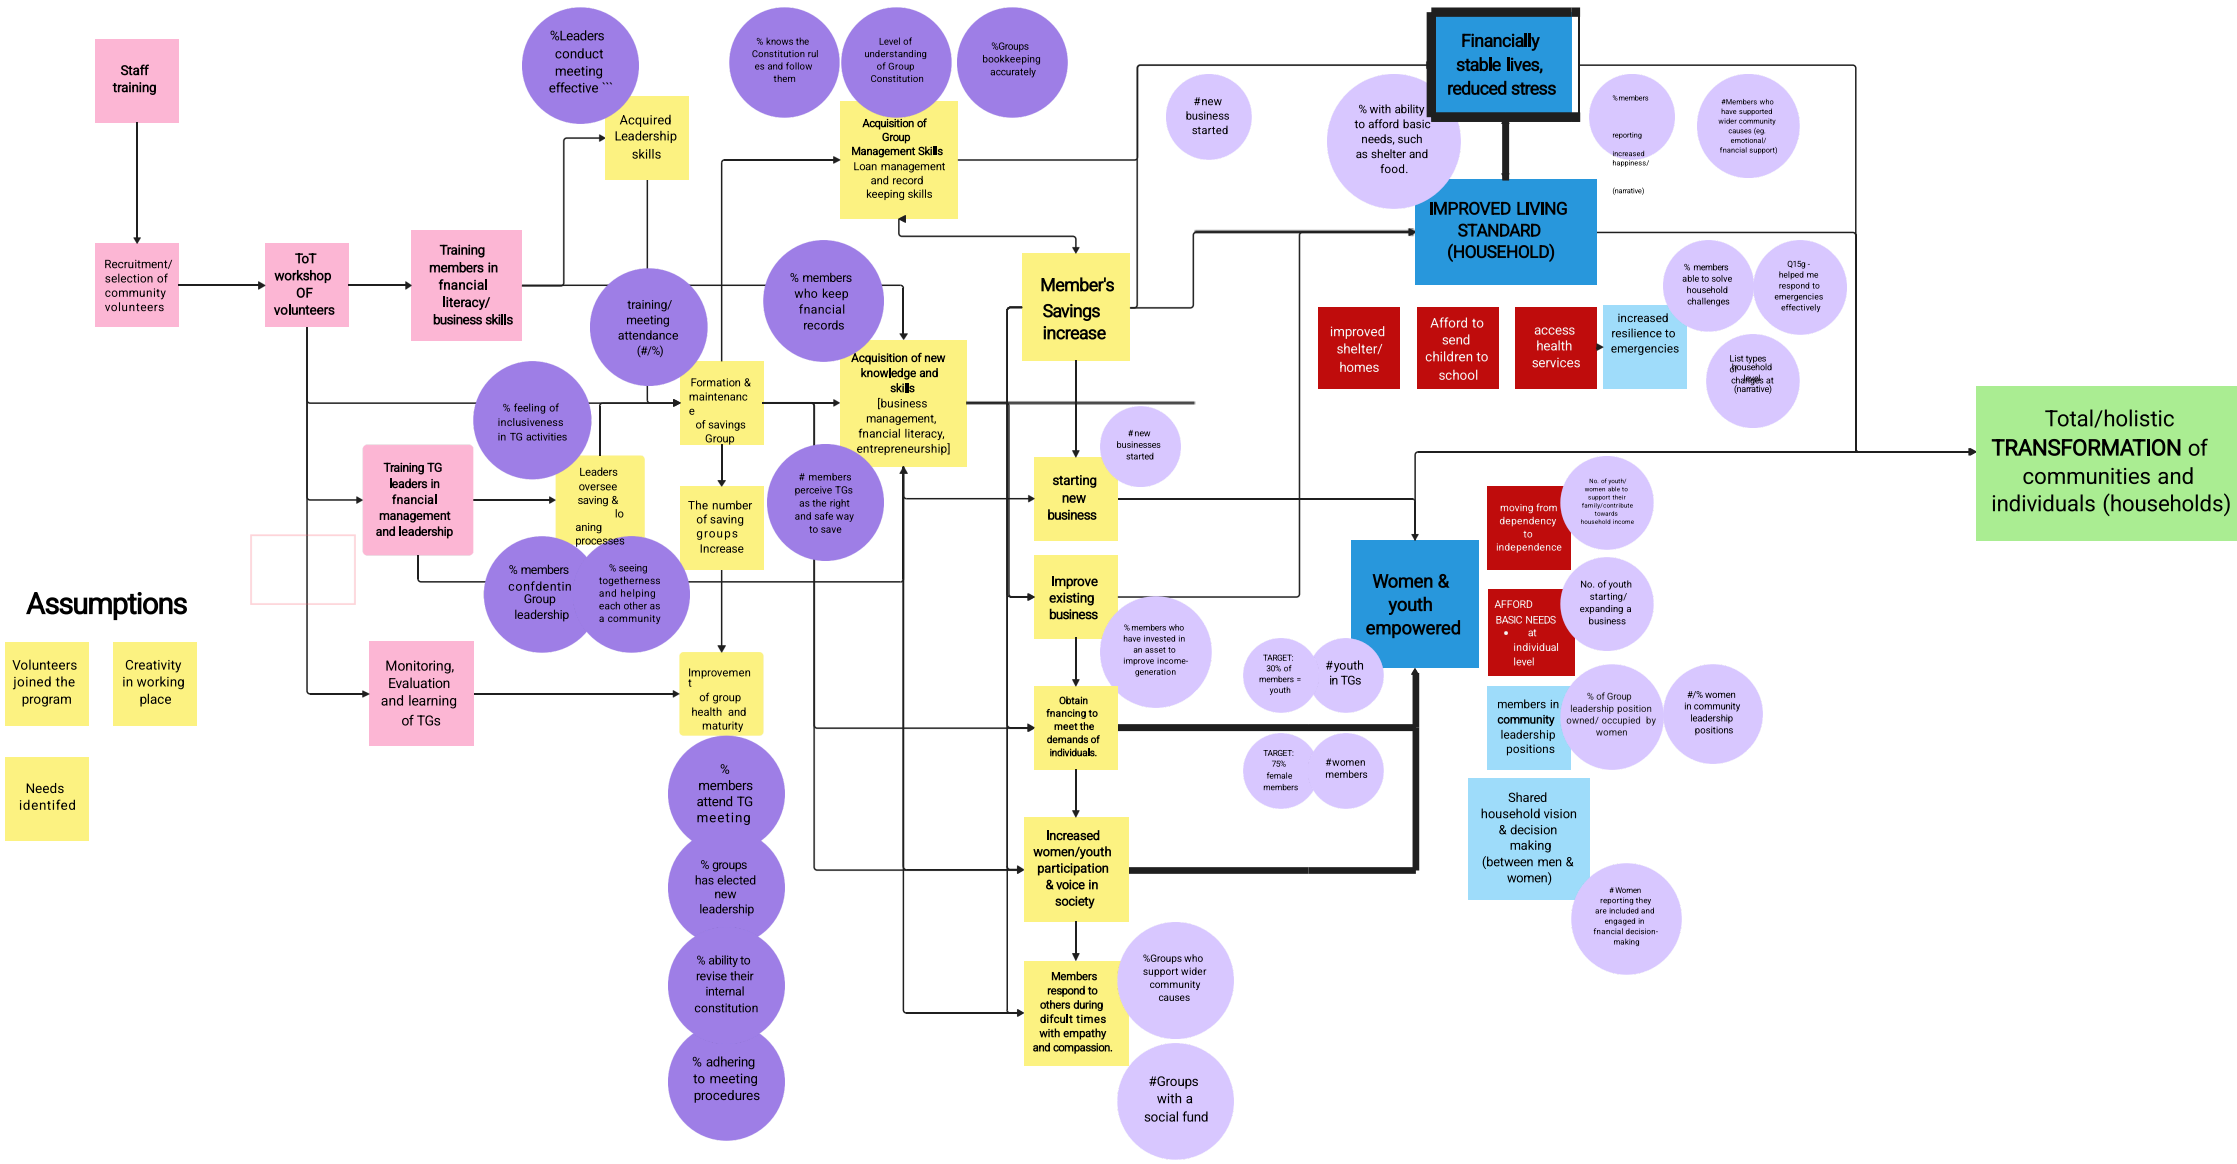 Staff
training
Recruitment/
selection of
community
volunteers
ToT
workshop
OF
volunteers
Training
members in
fnancial
literacy/
business skills
%Leaders
conduct
meeting
effective ```
Acquired
Leadership
skills
% knows the
Constitution rul
es and follow
them
Level of
understanding
of Group
Constitution
%Groups
bookkeeping
accurately
Acquisition of
Group
Management Skills
Loan management
and record
keeping skills
training/
meeting
attendance
(#/%)
% members
who keep
fnancial
records
Acquisition of new
knowledge and
skills
[business
management,
fnancial literacy,
entrepreneurship]
Formation &
maintenanc
e
of savings
Group
% feeling of
inclusiveness
in TG activities
Training TG
leaders in
fnancial
management
and leadership
Leaders
oversee
saving &
lo
aning
processes
% members
confdentin
Group
leadership
% seeing
togetherness
and helping
each other as
a community
The number
of saving
groups
Increase
# members
perceive TGs
as the right
and safe way
to save
Monitoring,
Evaluation
and learning
of TGs
Improvemen
t
of group
health and
maturity
%
members
attend TG
meeting
% groups
has elected
new
leadership
% ability to
revise their
internal
constitution
% adhering
to meeting
procedures
Assumptions
Volunteers
joined the
program
Creativity
in working
place
Needs
identifed
Member's
Savings
increase
#new
business
started
#new
businesses
started
starting
new
business
Improve
existing
business
%members who
have invested in
an asset to
improve income-
generation
Obtain
fnancing to
meet the
demands of
individuals.
Increased
women/youth
participation
& voice in
society
Members
respond to
others during
difcult times
with empathy
and compassion.
%Groups who
support wider
community
causes
#Groups
with a
social fund
Financially
stable lives,
reduced stress
% with ability
to afford basic
needs, such
as shelter and
food.
%members
reporting
increased
happiness/
(narrative)
#Members who
have supported
wider community
causes (eg.
emotional/
fnancial support)
IMPROVED LIVING
STANDARD
(HOUSEHOLD)
improved
shelter/
homes
Afford to
send
children to
school
access
health
services
increased
resilience to
emergencies
% members
able to solve
household
challenges
Q15g -
helped me
respond to
emergencies
effectively
List types
of
changes at
household
level
(narrative)
Women &
youth
empowered
TARGET:
30% of
members =
youth
#youth
in TGs
TARGET:
75%
female
members
#women
members
moving from
dependency
to
independence
No. of youth/
women able to
support their
family/contribute
towards
household income
AFFORD
BASIC NEEDS
• at
individual
level
No. of youth
starting/
expanding a
business
members in
community
leadership
positions
% of Group
leadership position
owned/ occupied by
women
#/% women
in community
leadership
positions
Shared
household vision
& decision
making
(between men &
women)
# Women
reporting they
are included and
engaged in
fnancial decision-
making
Total/holistic
TRANSFORMATION of
communities and
individuals (households)